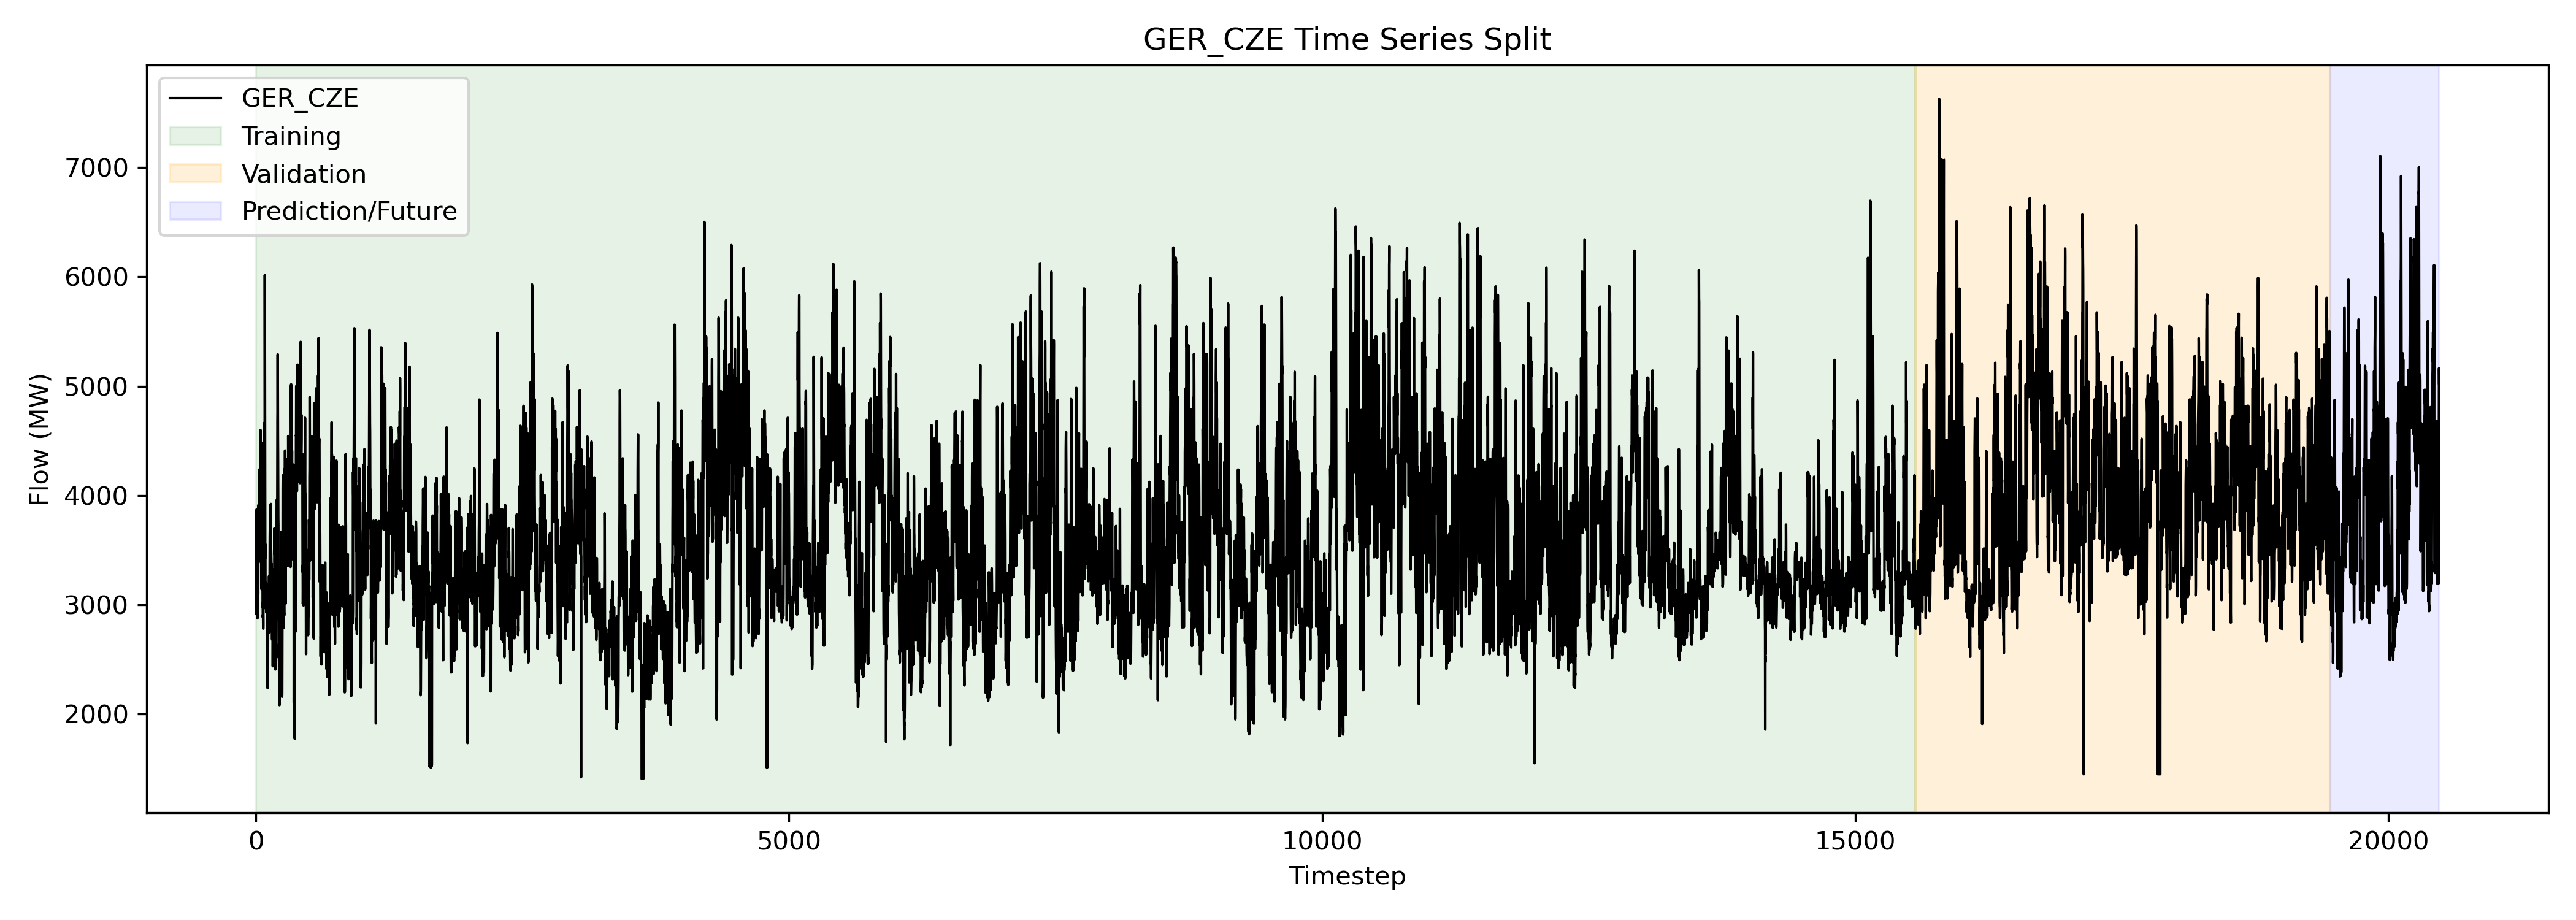 GER_CZE Time Series Split
GER_CZE
Training
Validation
Prediction/Future
7000
6000
5000
4000
3000
2000
Flow (MW)
0 5000 10000 15000 20000
Timestep